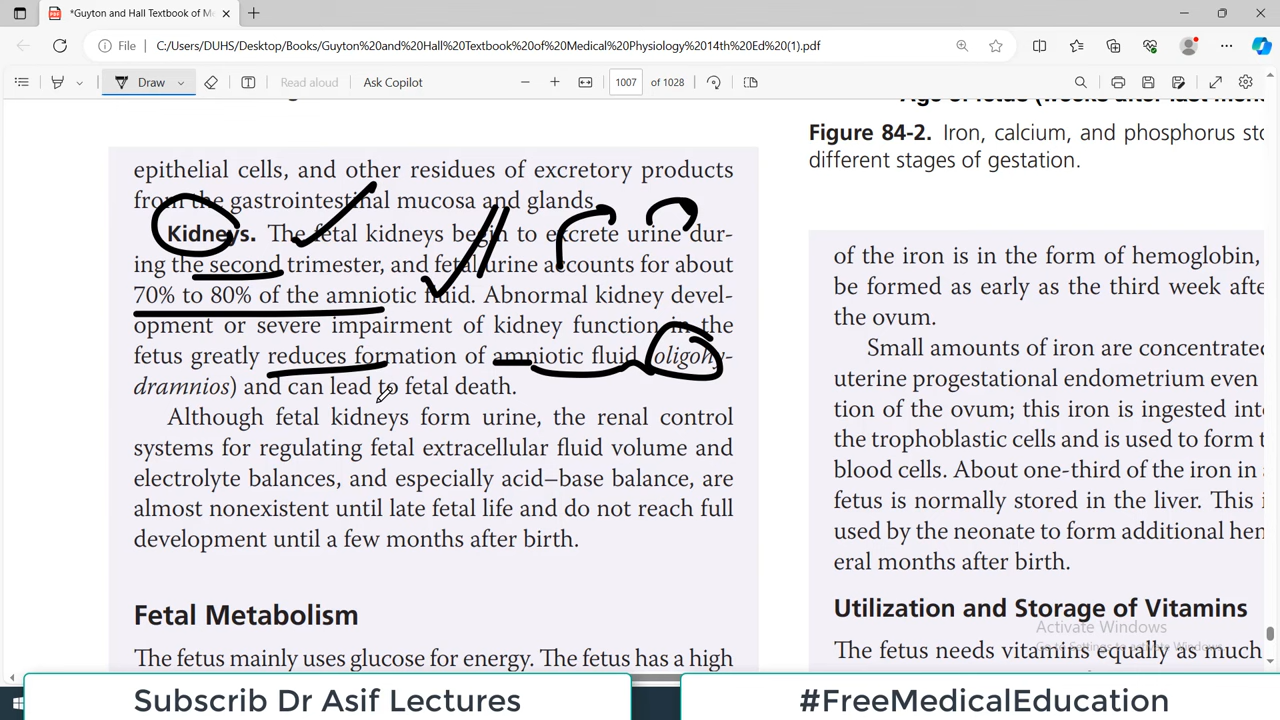 *Guyton and Hall Textbook of Me
File
C:/Users/DUHS/Desktop/Books/Guyton%20and%20Hall%20Textbook%20of%20Medical%20Physiology%2014th%20Ed%20(1).pdf
Draw
Read aloud
Ask Copilot
1007 of 1028
epithelial cells, and other residues of excretory products
from the gastrointestinal mucosa and glands.
Kidneys. The fetal kidneys begin to excrete urine dur-
ing the second trimester, and fetal urine accounts for about
70% to 80% of the amniotic fluid. Abnormal kidney devel-
opment or severe impairment of kidney function in the
fetus greatly reduces formation of amniotic fluid (oligohy-
dramnios) and can lead to fetal death.
Although fetal kidneys form urine, the renal control
systems for regulating fetal extracellular fluid volume and
electrolyte balances, and especially acid–base balance, are
almost nonexistent until late fetal life and do not reach full
development until a few months after birth.
Fetal Metabolism
The fetus mainly uses glucose for energy. The fetus has a high
Figure 84-2. Iron, calcium, and phosphorus sto
different stages of gestation.
of the iron is in the form of hemoglobin,
be formed as early as the third week afte
the ovum.
Small amounts of iron are concentrated
uterine progestational endometrium even
tion of the ovum; this iron is ingested into
the trophoblastic cells and is used to form t
blood cells. About one-third of the iron in a
fetus is normally stored in the liver. This i
used by the neonate to form additional hem
eral months after birth.
Utilization and Storage of Vitamins
The fetus needs vitamins equally as much
Activate Windows
Subscrib Dr Asif Lectures
#FreeMedicalEducation